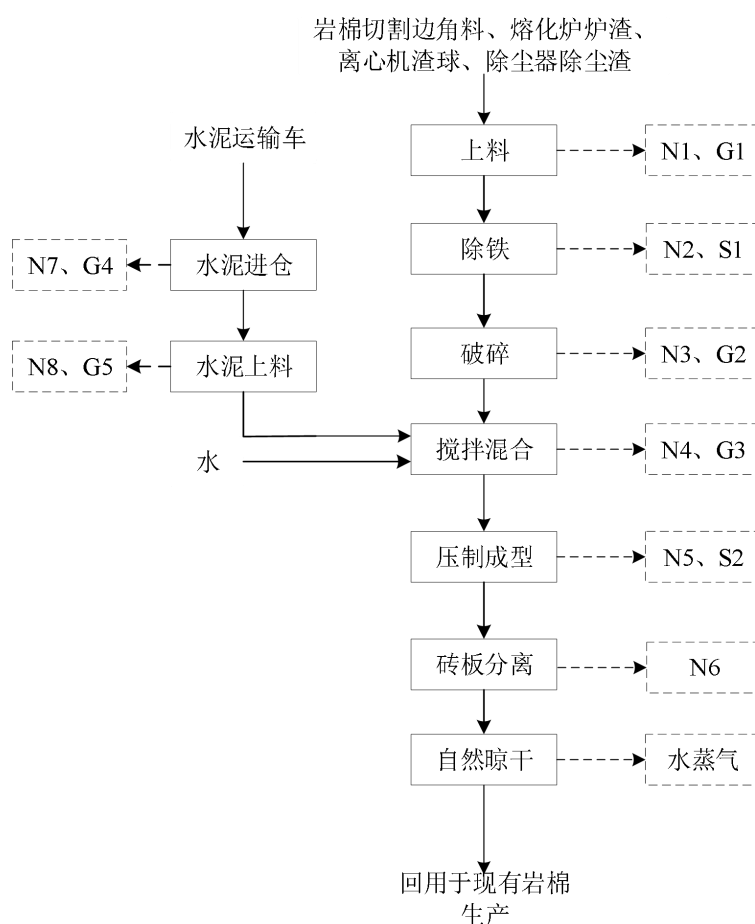 岩棉切割边角料、熔化炉炉渣、
离心机渣球、除尘器除尘渣
水泥运输车
上料
N1、G1
除铁
N2、S1
水泥进仓
N7、G4
破碎
N3、G2
水泥上料
N8、G5
搅拌混合
N4、G3
水
压制成型
N5、S2
砖板分离
N6
自然晾干
水蒸气
回用于现有岩棉
生产